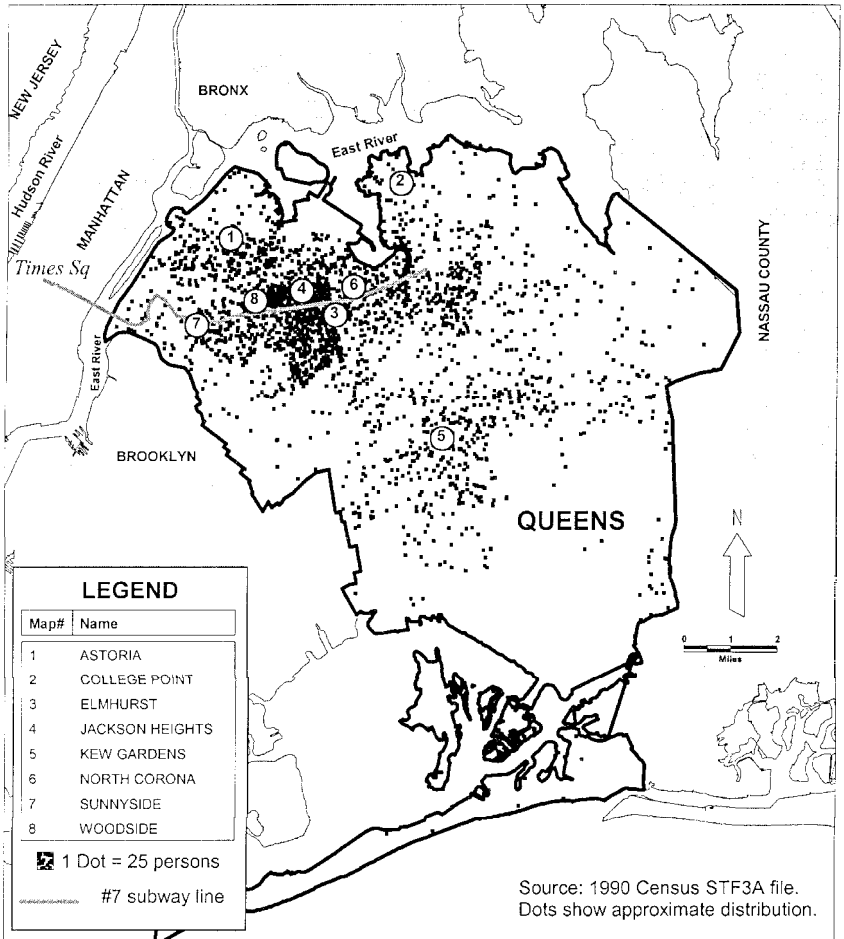 NEW JERSEY
Hudson River
MANHATTAN
BRONX
East River
Times Sq
East River
BROOKLYN
NASSAU COUNTY
1
2
3
4
5
6
7
8
QUEENS
N
0 1 2
Miles
LEGEND
Map# Name
1 ASTORIA
2 COLLEGE POINT
3 ELMHURST
4 JACKSON HEIGHTS
5 KEW GARDENS
6 NORTH CORONA
7 SUNNYSIDE
8 WOODSIDE
1 Dot = 25 persons
#7 subway line
Source: 1990 Census STF3A file.
Dots show approximate distribution.